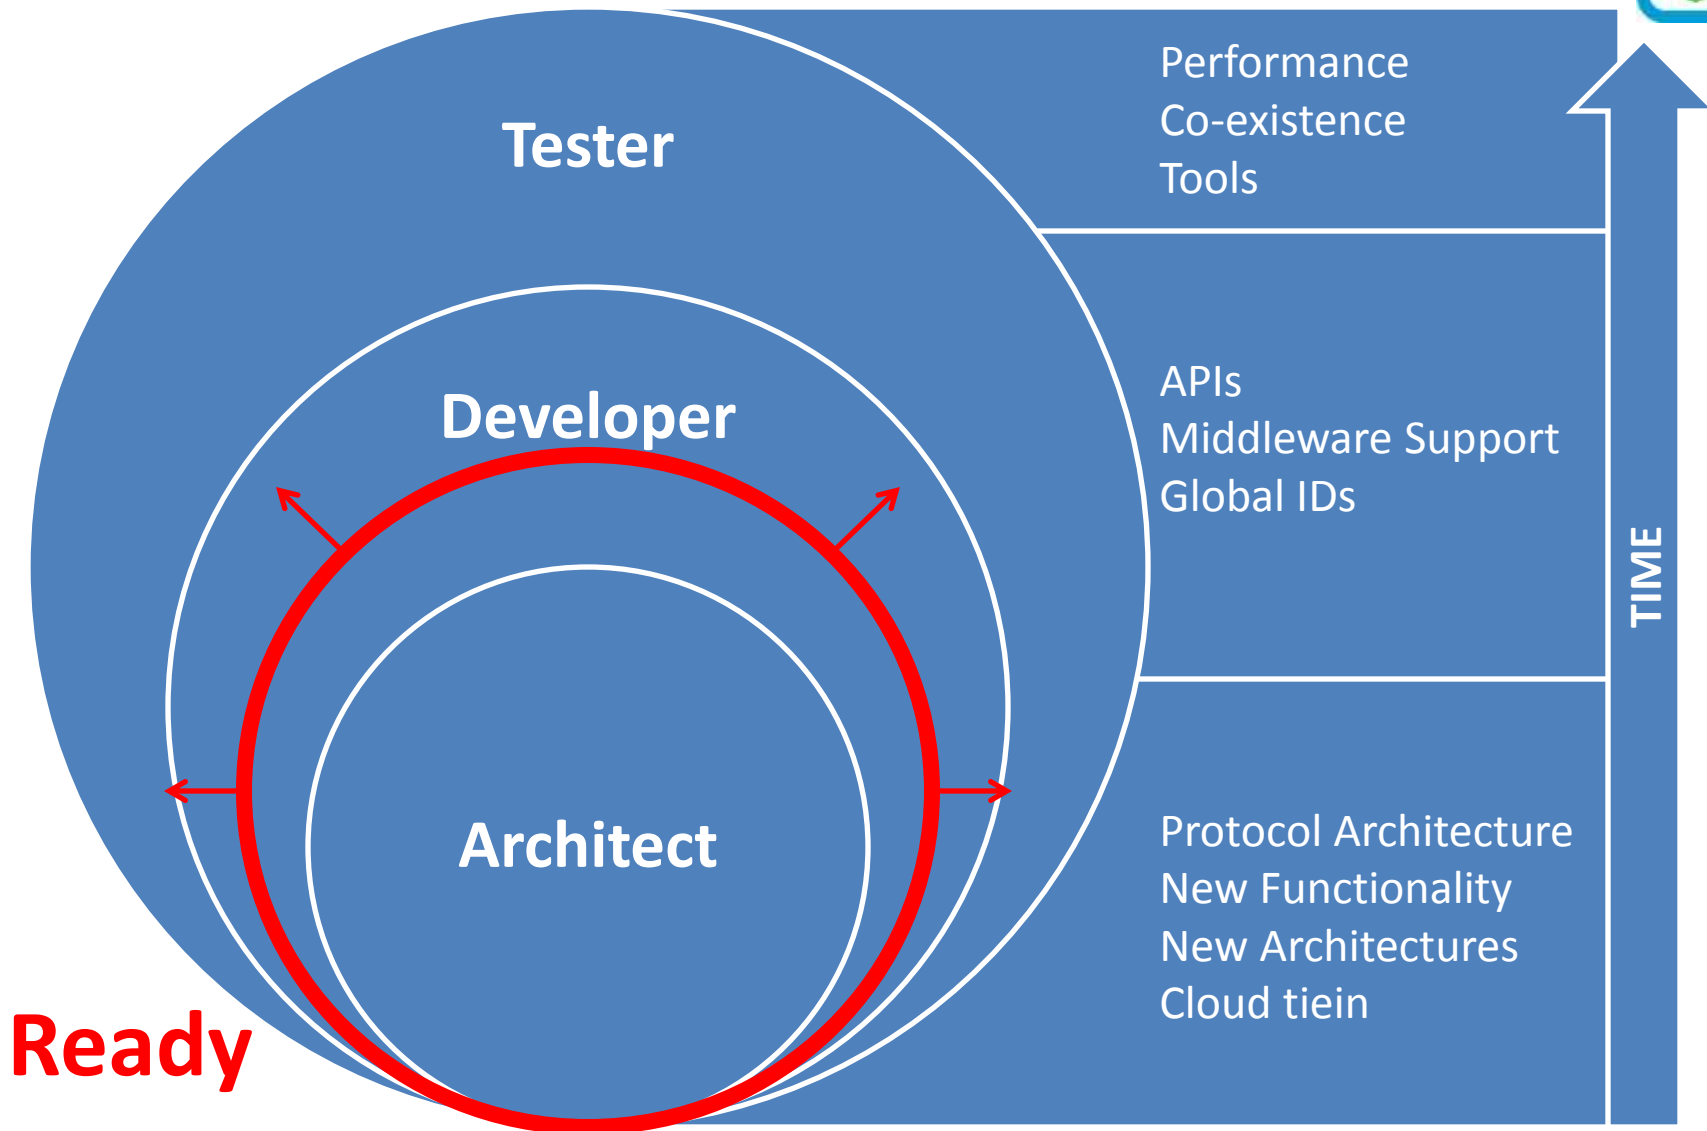 Tester
Developer
Architect
Ready
Performance
Co-existence
Tools
APIs
Middleware Support
Global IDs
Protocol Architecture
New Functionality
New Architectures
Cloud tiein
TIME